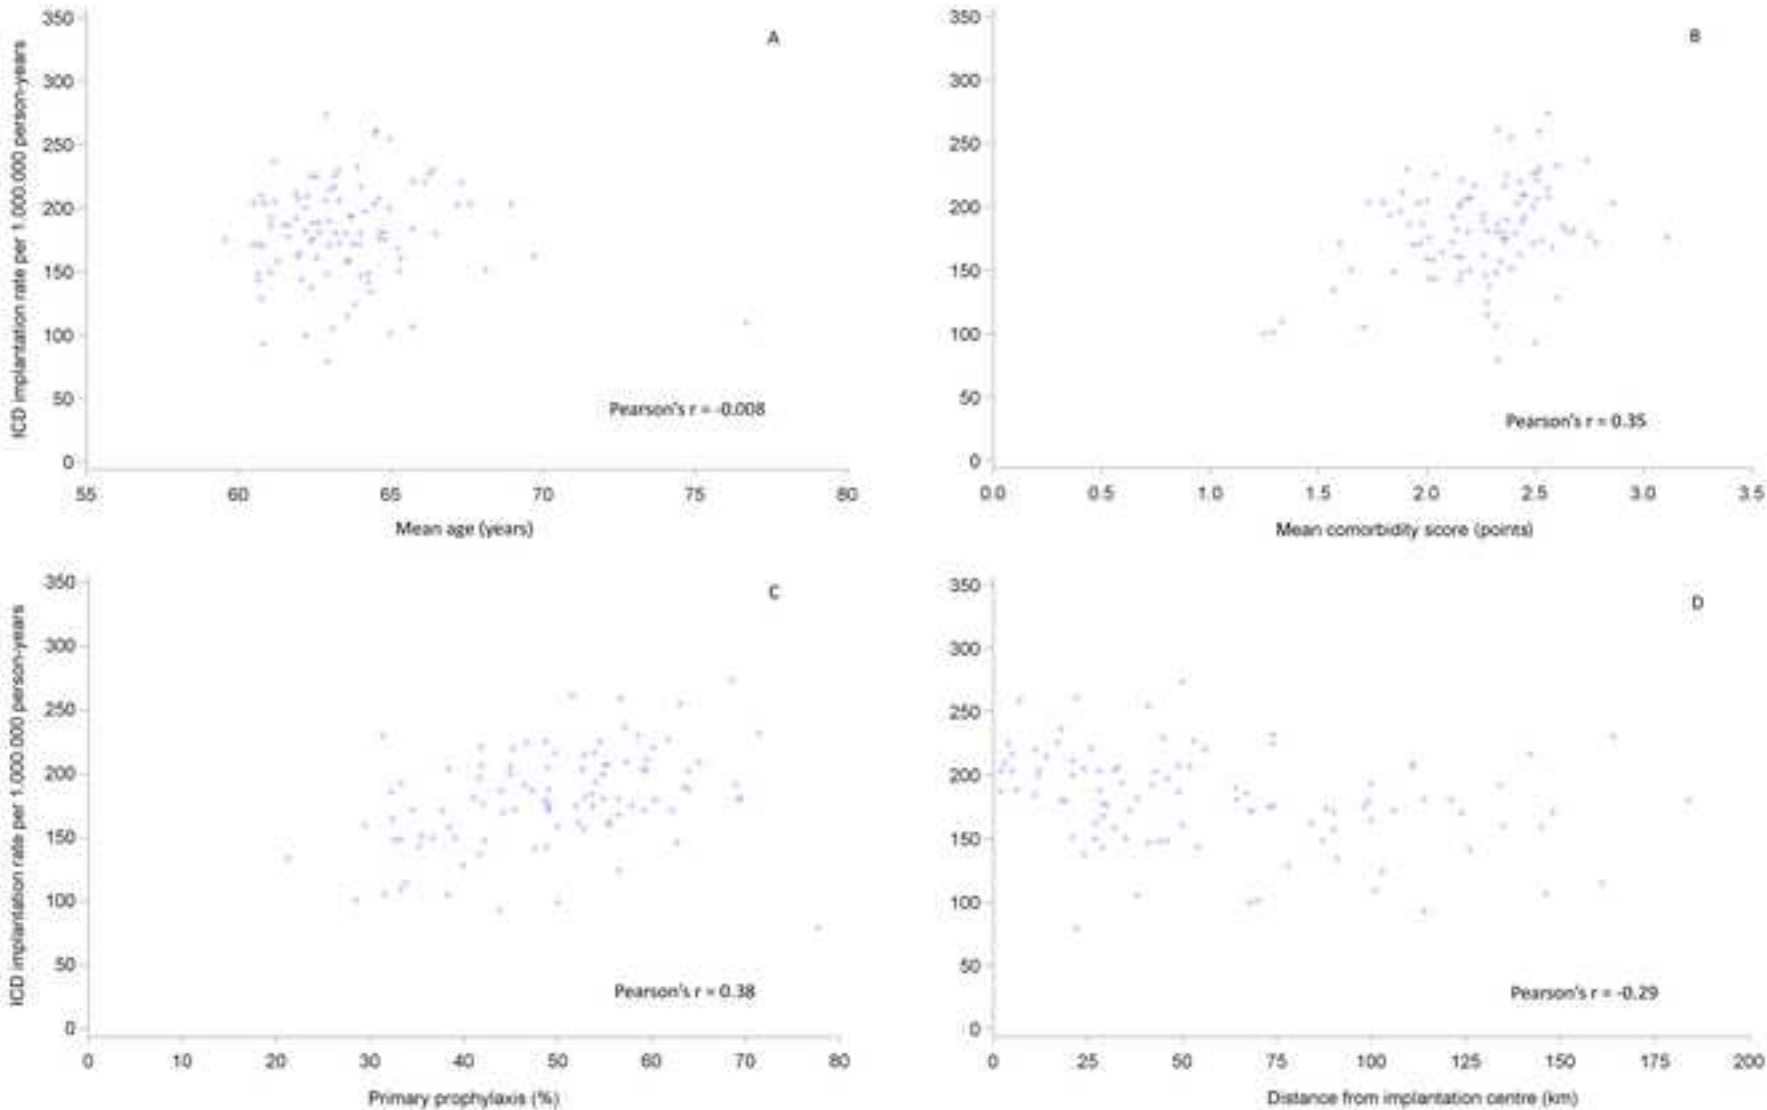 A
ICD implantation rate per 1.000.000 person-years
350
300
250
200
150
100
50
0
Pearson's r = -0.008
55 60 65 70 75 80
Mean age (years)
B
350
300
250
200
150
100
50
0
Pearson's r = 0.35
0.0 0.5 1.0 1.5 2.0 2.5 3.0 3.5
Mean comorbidity score (points)
C
ICD implantation rate per 1.000.000 person-years
350
300
250
200
150
100
50
0
Pearson's r = 0.38
0 10 20 30 40 50 60 70 80
Primary prophylaxis (%)
D
350
300
250
200
150
100
50
0
Pearson's r = -0.29
0 25 50 75 100 125 150 175 200
Distance from implantation centre (km)